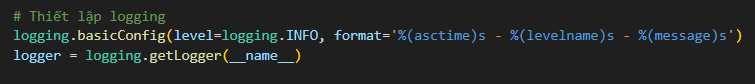 # Thiết lập logging
logging.basicConfig(level=logging.INFO, format='%(asctime)s - %(levelname)s - %(message)s')
logger = logging.getLogger(__name__)